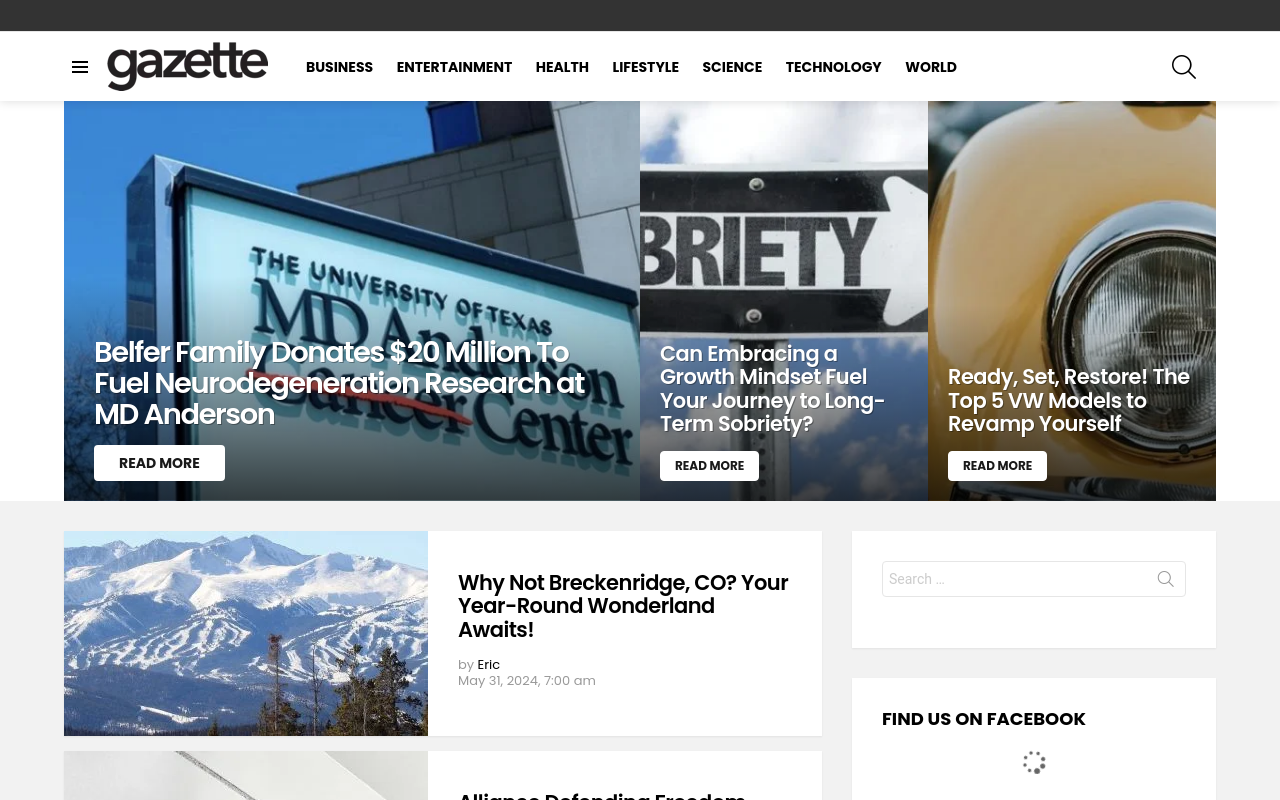 gazette
BUSINESS ENTERTAINMENT HEALTH LIFESTYLE SCIENCE TECHNOLOGY WORLD
THE UNIVERSITY OF TEXAS
MD Anderson
Cancer Center
Belfer Family Donates $20 Million To
Fuel Neurodegeneration Research at
MD Anderson
READ MORE
BRIETY
Can Embracing a
Growth Mindset Fuel
Your Journey to Long-
Term Sobriety?
READ MORE
Ready, Set, Restore! The
Top 5 VW Models to
Revamp Yourself
READ MORE
Why Not Breckenridge, CO? Your
Year-Round Wonderland
Awaits!
by Eric
May 31, 2024, 7:00 am
Alliance Defending Freedom
Search …
FIND US ON FACEBOOK